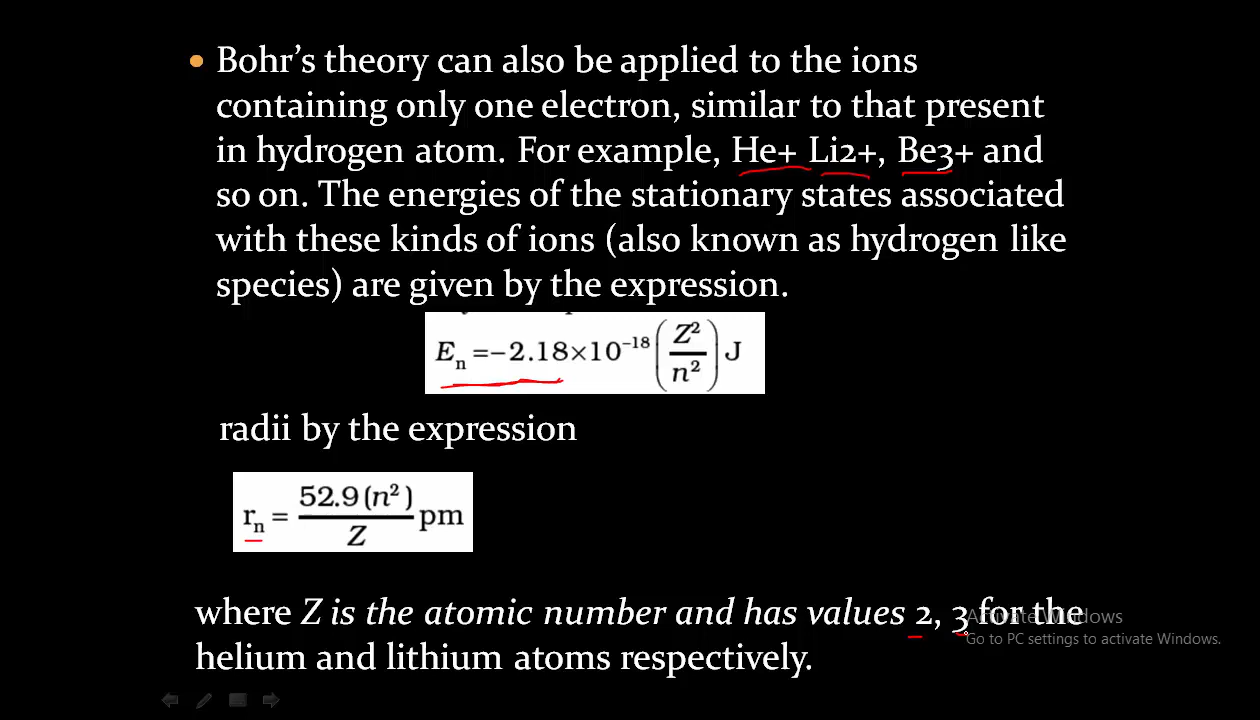 • Bohr's theory can also be applied to the ions
containing only one electron, similar to that present
in hydrogen atom. For example, He+ Li2+, Be3+ and
so on. The energies of the stationary states associated
with these kinds of ions (also known as hydrogen like
species) are given by the expression.
Eₙ =−2.18×10⁻¹⁸ (Z²/n²) J
radii by the expression
rₙ = 52.9(n²)/Z pm
where Z is the atomic number and has values 2, 3 for the
helium and lithium atoms respectively.
Activate Windows
Go to PC settings to activate Windows.